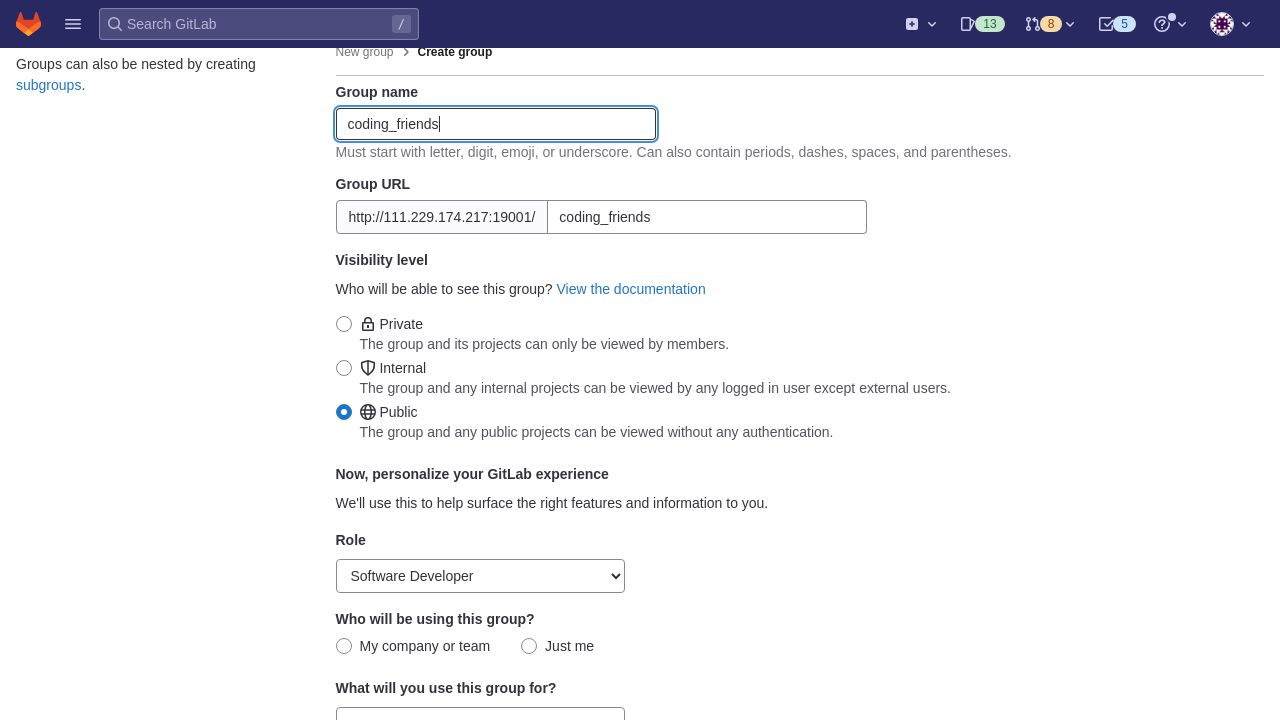 Search GitLab /
13
8
5
Groups can also be nested by creating
subgroups.
New group > Create group
Group name
coding_friends
Must start with letter, digit, emoji, or underscore. Can also contain periods, dashes, spaces, and parentheses.
Group URL
http://111.229.174.217:19001/ coding_friends
Visibility level
Who will be able to see this group? View the documentation
Private
The group and its projects can only be viewed by members.
Internal
The group and any internal projects can be viewed by any logged in user except external users.
Public
The group and any public projects can be viewed without any authentication.
Now, personalize your GitLab experience
We'll use this to help surface the right features and information to you.
Role
Software Developer
Who will be using this group?
My company or team Just me
What will you use this group for?